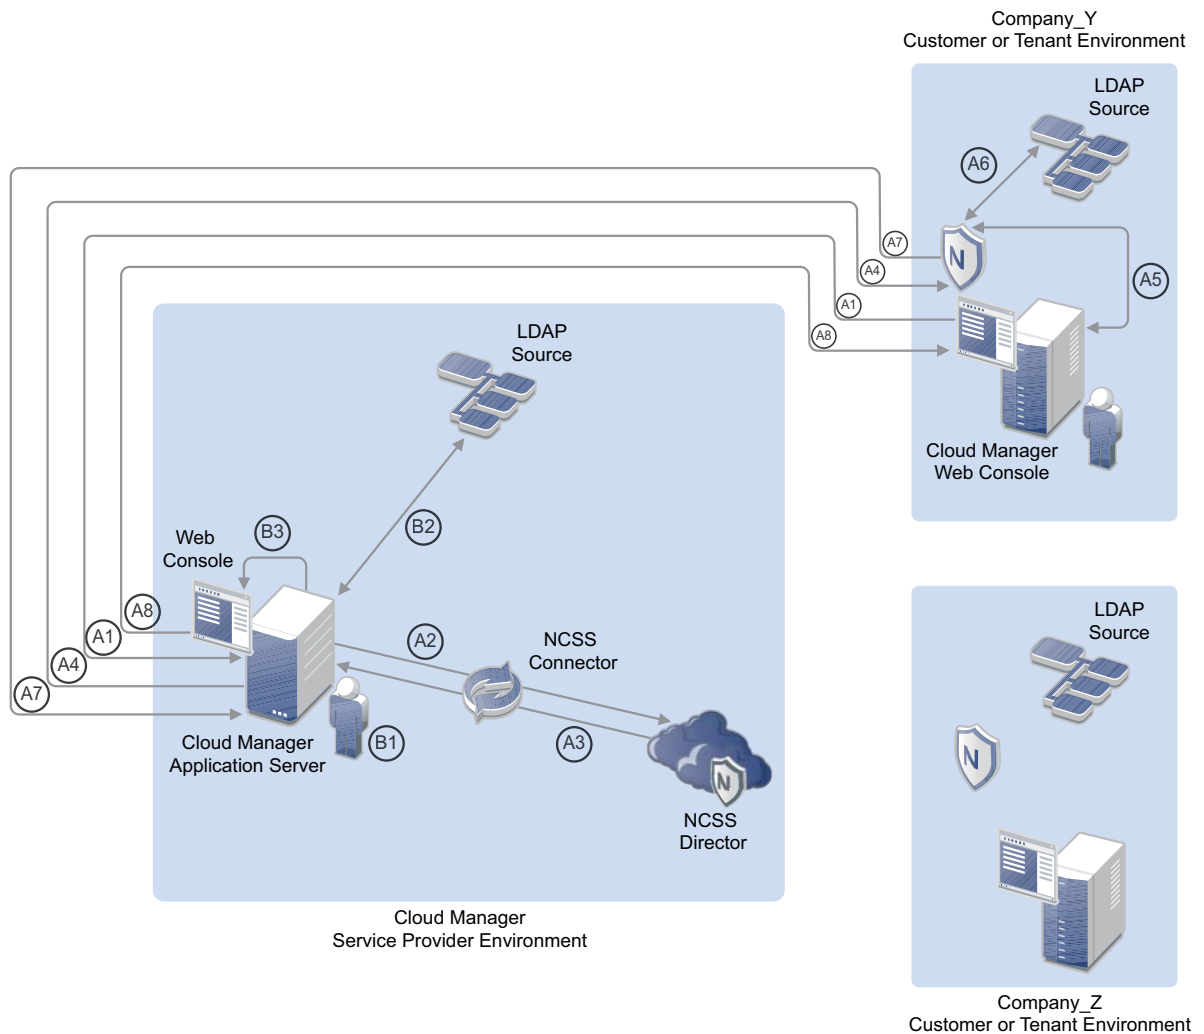 Company_Y
Customer or Tenant Environment
LDAP
Source
A6
A7
N
A4
A5
A1
A8
Cloud Manager
Web Console
LDAP
Source
B2
Web
Console
B3
A8
A1
A4
A7
A2
NCSS
Connector
B1
A3
Cloud Manager
Application Server
N
NCSS
Director
Cloud Manager
Service Provider Environment
LDAP
Source
N
Company_Z
Customer or Tenant Environment